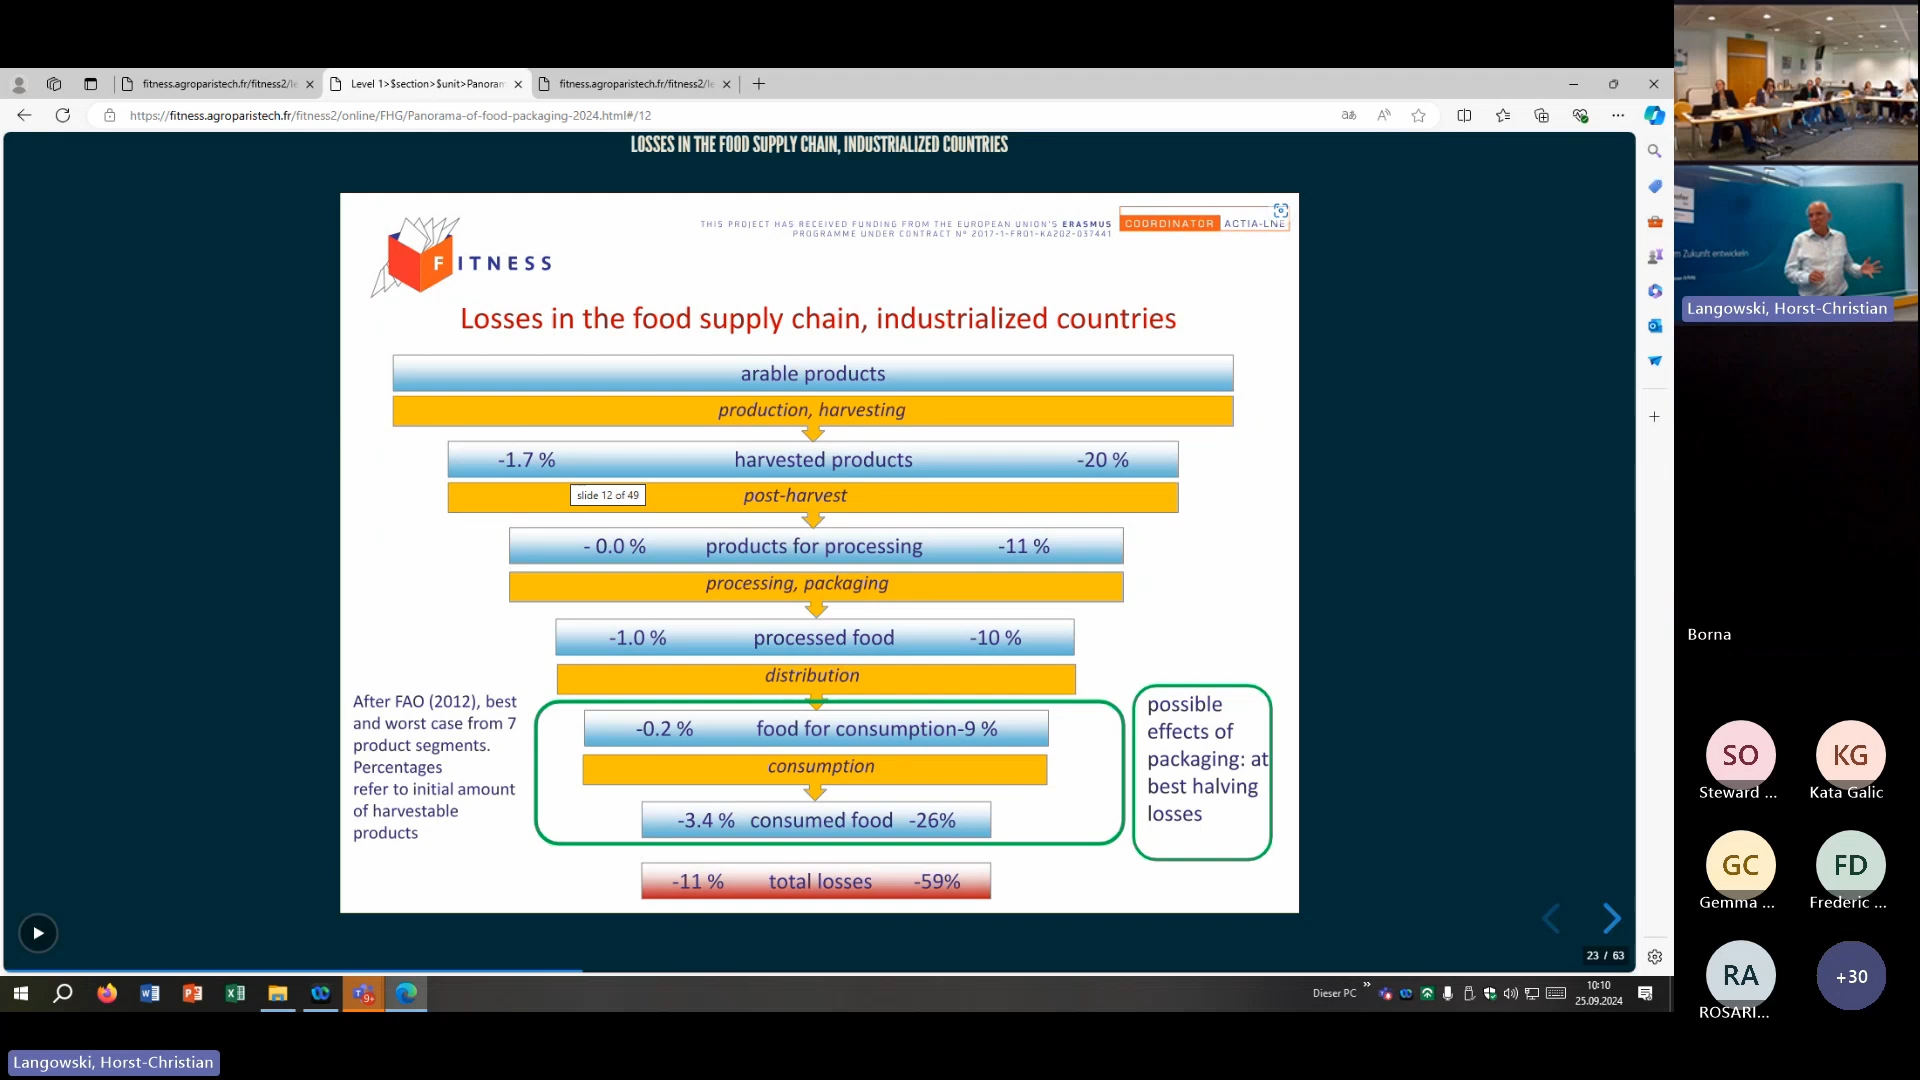 fitness.agroparistech.fr/fitness2/le
Level 1>$section>$unit>Panoram
fitness.agroparistech.fr/fitness2/le
https://fitness.agroparistech.fr/fitness2/online/FHG/Panorama-of-food-packaging-2024.html#/12
LOSSES IN THE FOOD SUPPLY CHAIN, INDUSTRIALIZED COUNTRIES
THIS PROJECT HAS RECEIVED FUNDING FROM THE EUROPEAN UNION'S ERASMUS
PROGRAMME UNDER CONTRACT N° 2017-1-FR01-KA202-037441
COORDINATOR ACTIA-LNE
FITNESS
Losses in the food supply chain, industrialized countries
arable products
production, harvesting
-1.7 % harvested products -20 %
slide 12 of 49
post-harvest
- 0.0 % products for processing -11 %
processing, packaging
-1.0 % processed food -10 %
distribution
-0.2 % food for consumption-9 %
consumption
-3.4 % consumed food -26%
-11 % total losses -59%
After FAO (2012), best
and worst case from 7
product segments.
Percentages
refer to initial amount
of harvestable
products
possible
effects of
packaging: at
best halving
losses
23 / 63
Dieser PC
10:10
25.09.2024
Zukunft entwickeln
Langowski, Horst-Christian
Borna
SO
Steward ...
KG
Kata Galic
GC
Gemma ...
FD
Frederic ...
RA
ROSARI...
+30
Langowski, Horst-Christian